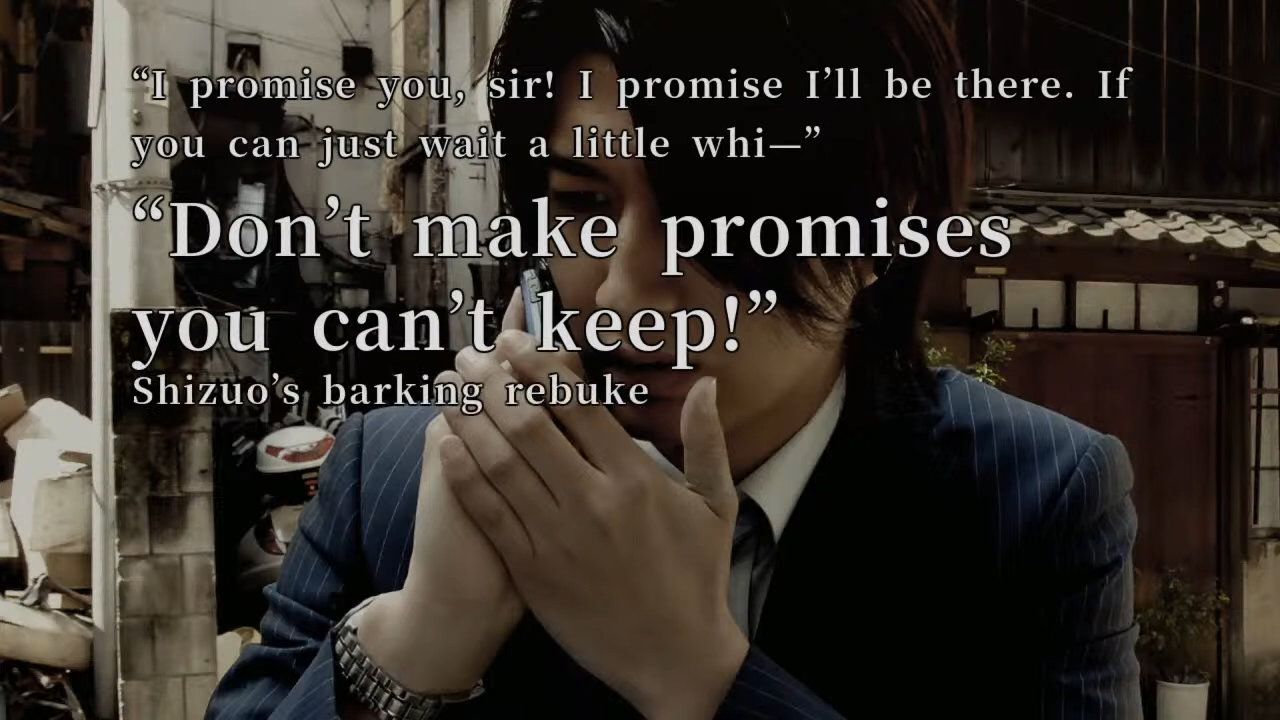 “I promise you, sir! I promise I’ll be there. If
you can just wait a little whi—”
“Don’t make promises
you can’t keep!”
Shizuo’s barking rebuke